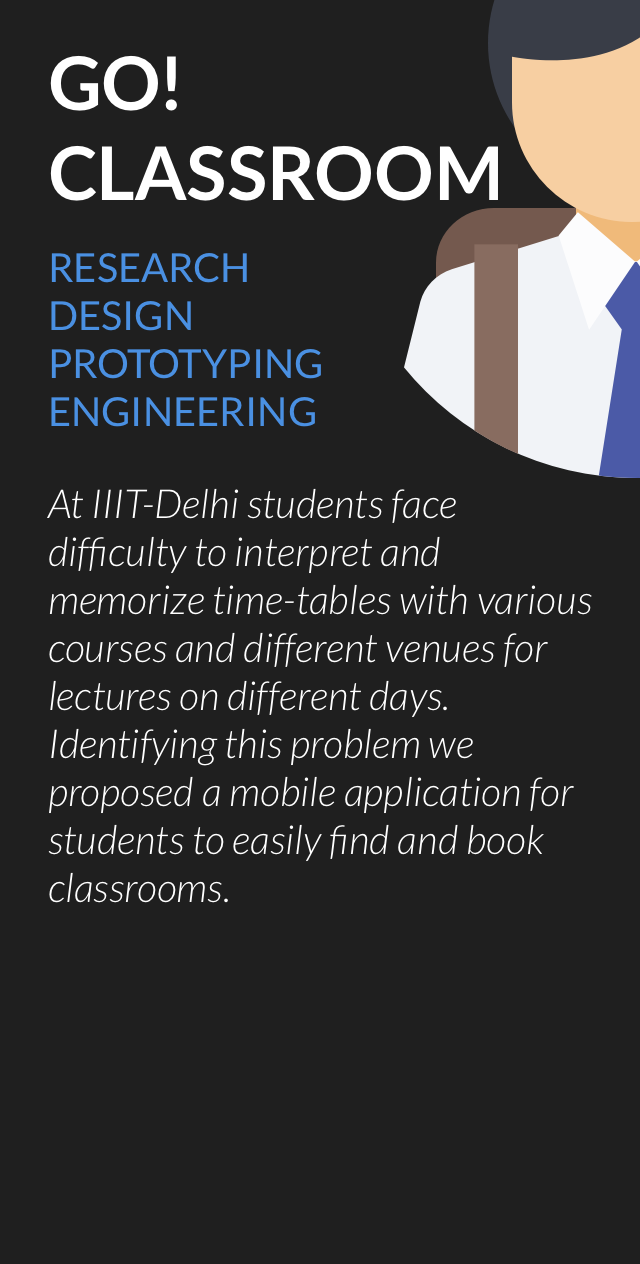 GO!
CLASSROOM
RESEARCH
DESIGN
PROTOTYPING
ENGINEERING
At IIIT-Delhi students face
difficulty to interpret and
memorize time-tables with various
courses and different venues for
lectures on different days.
Identifying this problem we
proposed a mobile application for
students to easily find and book
classrooms.